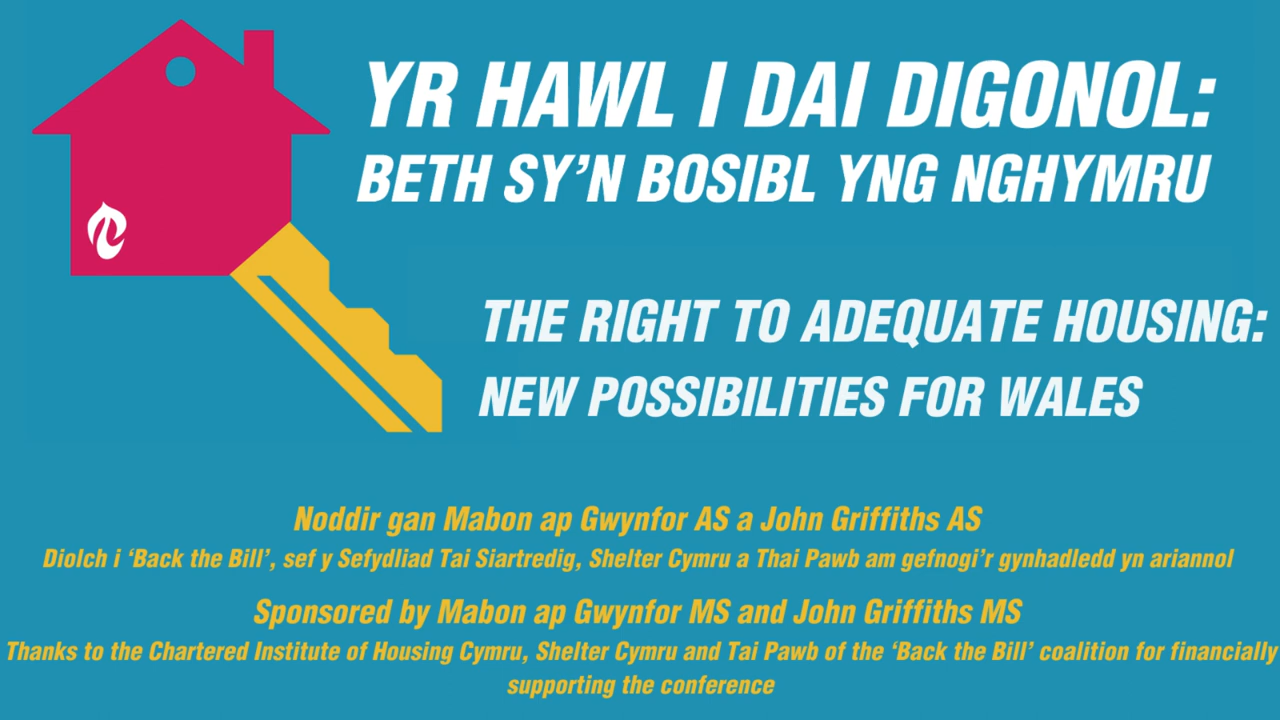 YR HAWL I DAI DIGONOL:
BETH SY’N BOSIBL YNG NGHYMRU
THE RIGHT TO ADEQUATE HOUSING:
NEW POSSIBILITIES FOR WALES
Noddir gan Mabon ap Gwynfor AS a John Griffiths AS
Diolch i ‘Back the Bill’, sef y Sefydliad Tai Siartredig, Shelter Cymru a Thai Pawb am gefnogi’r gynhadledd yn ariannol
Sponsored by Mabon ap Gwynfor MS and John Griffiths MS
Thanks to the Chartered Institute of Housing Cymru, Shelter Cymru and Tai Pawb of the ‘Back the Bill’ coalition for financially
supporting the conference